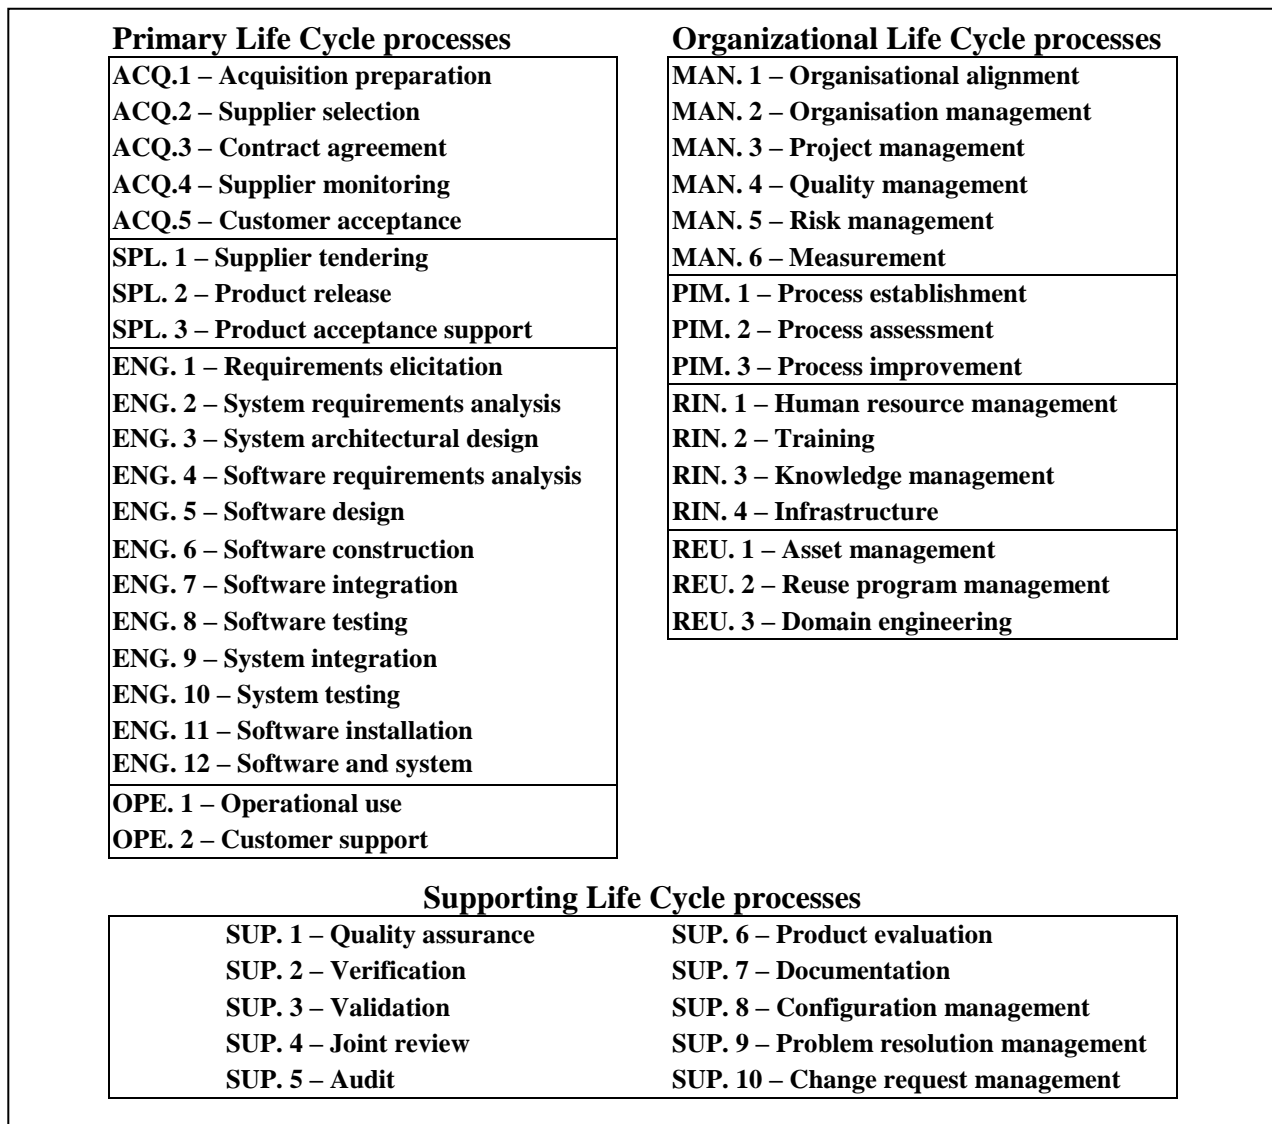 Primary Life Cycle processes
ACQ.1 – Acquisition preparation
ACQ.2 – Supplier selection
ACQ.3 – Contract agreement
ACQ.4 – Supplier monitoring
ACQ.5 – Customer acceptance
SPL. 1 – Supplier tendering
SPL. 2 – Product release
SPL. 3 – Product acceptance support
ENG. 1 – Requirements elicitation
ENG. 2 – System requirements analysis
ENG. 3 – System architectural design
ENG. 4 – Software requirements analysis
ENG. 5 – Software design
ENG. 6 – Software construction
ENG. 7 – Software integration
ENG. 8 – Software testing
ENG. 9 – System integration
ENG. 10 – System testing
ENG. 11 – Software installation
ENG. 12 – Software and system
OPE. 1 – Operational use
OPE. 2 – Customer support
Organizational Life Cycle processes
MAN. 1 – Organisational alignment
MAN. 2 – Organisation management
MAN. 3 – Project management
MAN. 4 – Quality management
MAN. 5 – Risk management
MAN. 6 – Measurement
PIM. 1 – Process establishment
PIM. 2 – Process assessment
PIM. 3 – Process improvement
RIN. 1 – Human resource management
RIN. 2 – Training
RIN. 3 – Knowledge management
RIN. 4 – Infrastructure
REU. 1 – Asset management
REU. 2 – Reuse program management
REU. 3 – Domain engineering
Supporting Life Cycle processes
SUP. 1 – Quality assurance
SUP. 2 – Verification
SUP. 3 – Validation
SUP. 4 – Joint review
SUP. 5 – Audit
SUP. 6 – Product evaluation
SUP. 7 – Documentation
SUP. 8 – Configuration management
SUP. 9 – Problem resolution management
SUP. 10 – Change request management